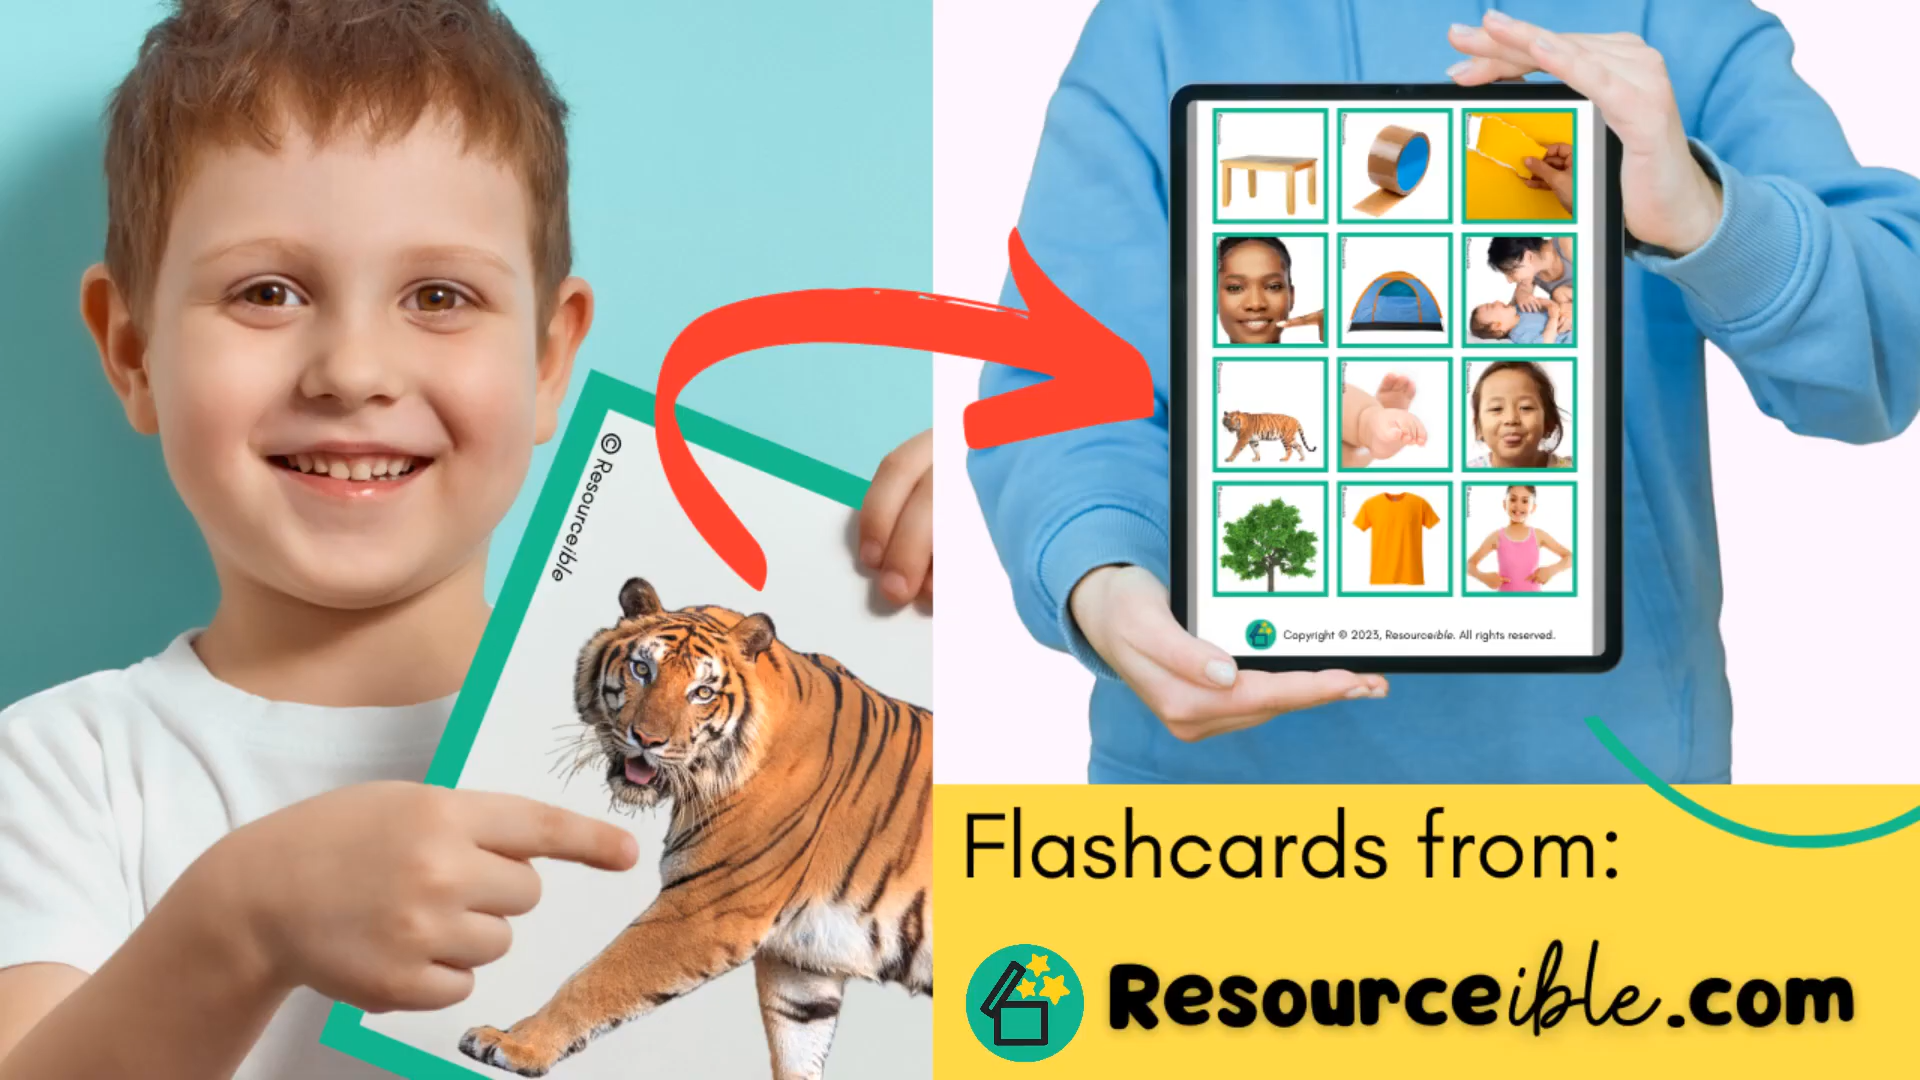 © Resourceible
Copyright © 2023, Resourceible. All rights reserved.
Flashcards from:
Resourceible.com